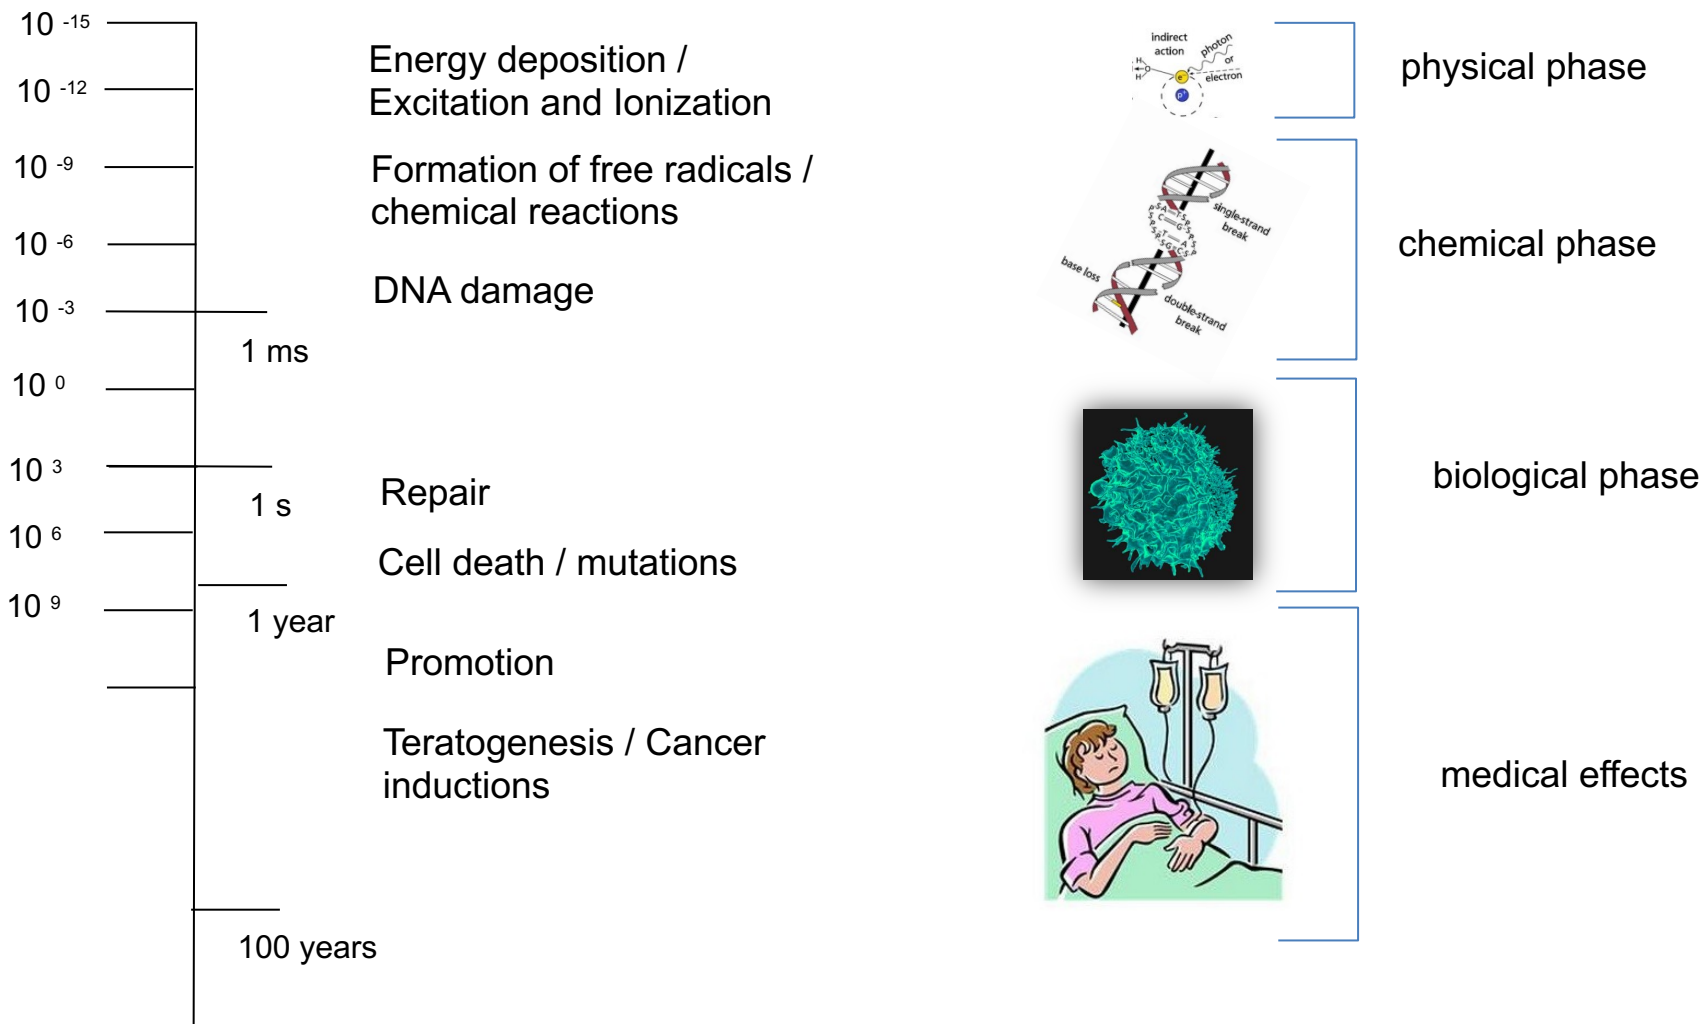 10 -15
10 -12
10 -9
10 -6
10 -3
1 ms
10 0
10 3
1 s
10 6
10 9
1 year
100 years
Energy deposition /
Excitation and Ionization
Formation of free radicals /
chemical reactions
DNA damage
Repair
Cell death / mutations
Promotion
Teratogenesis / Cancer
inductions
indirect
action
photon
or
electron
H
O
H
e-
p+
single-strand
break
base loss
double-strand
break
physical phase
chemical phase
biological phase
medical effects